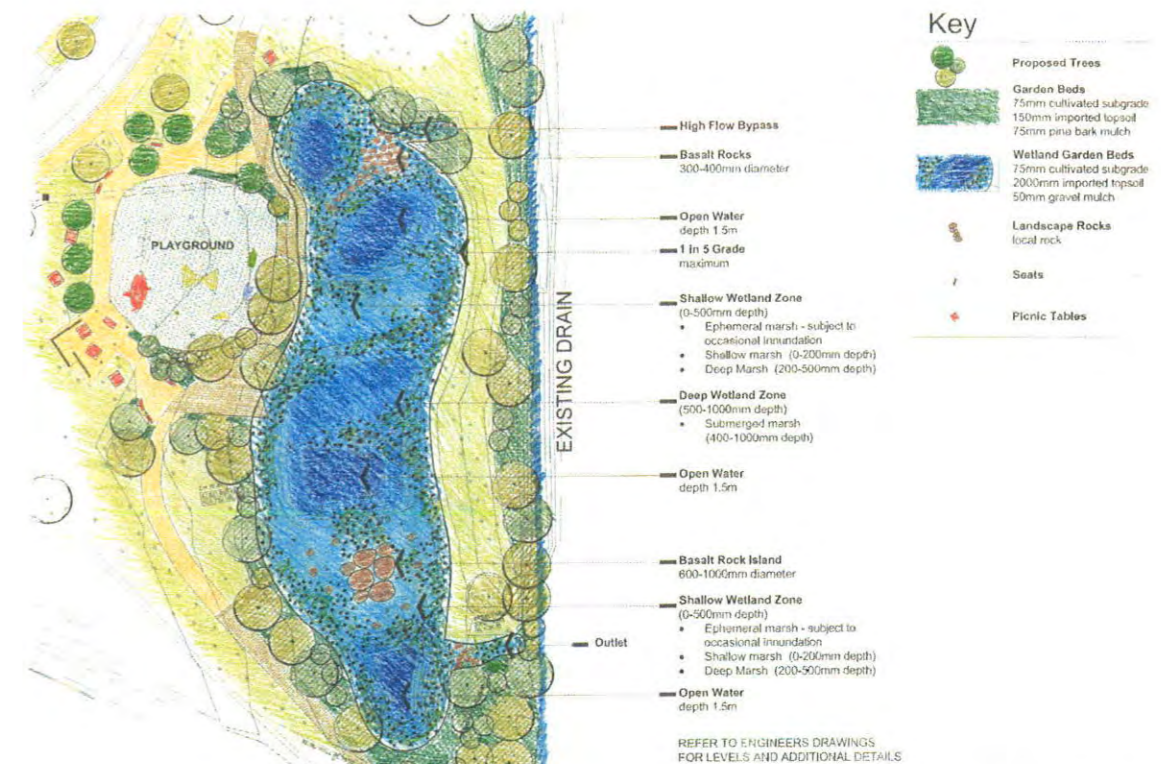 PLAYGROUND
EXISTING DRAIN
High Flow Bypass
Basalt Rocks
300-400mm diameter
Open Water
depth 1.5m
1 in 5 Grade
maximum
Shallow Wetland Zone
(0-500mm depth)
• Ephemeral marsh - subject to
occasional innundation
• Shallow marsh (0-200mm depth)
• Deep Marsh (200-500mm depth)
Deep Wetland Zone
(500-1000mm depth)
• Submerged marsh
(400-1000mm depth)
Open Water
depth 1.5m
Basalt Rock Island
600-1000mm diameter
Shallow Wetland Zone
(0-500mm depth)
• Ephemeral marsh - subject to
occasional innundation
• Shallow marsh (0-200mm depth)
• Deep Marsh (200-500mm depth)
Outlet
Open Water
depth 1.5m
REFER TO ENGINEERS DRAWINGS
FOR LEVELS AND ADDITIONAL DETAILS
Key
Proposed Trees
Garden Beds
75mm cultivated subgrade
150mm imported topsoil
75mm pine bark mulch
Wetland Garden Beds
75mm cultivated subgrade
2000mm imported topsoil
50mm gravel mulch
Landscape Rocks
local rock
Seats
Picnic Tables